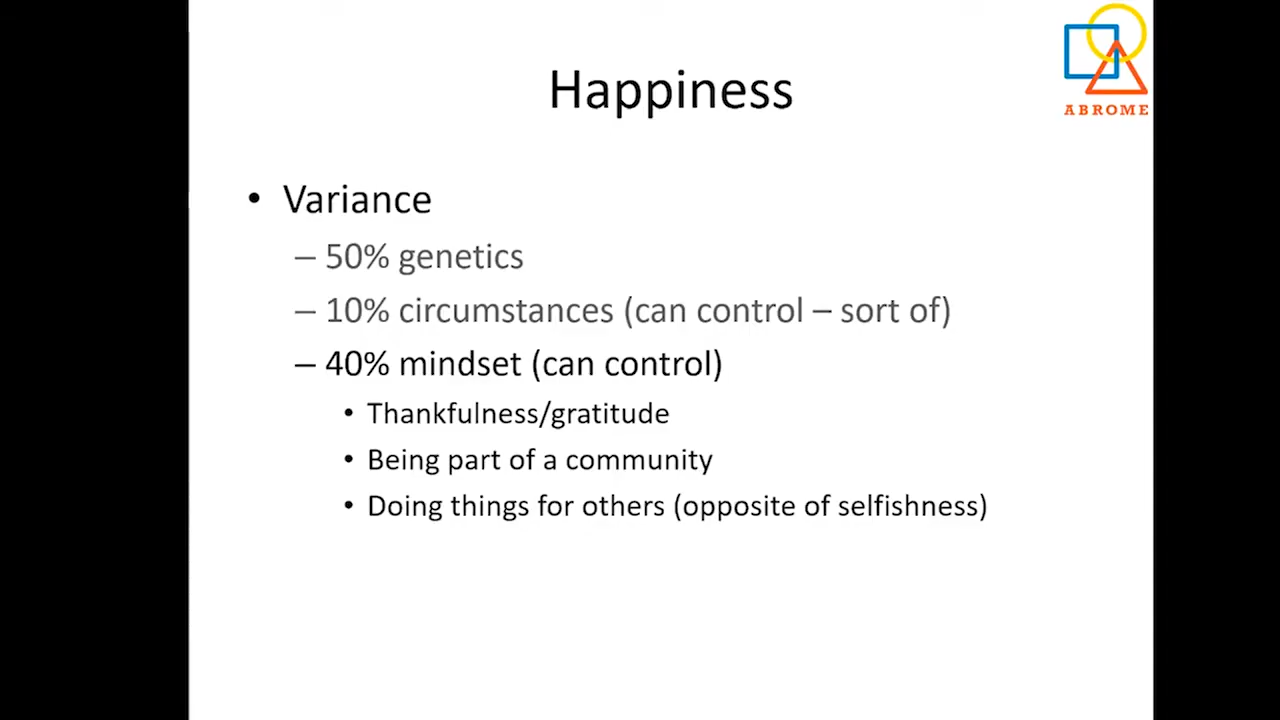 ABROME
Happiness
• Variance
– 50% genetics
– 10% circumstances (can control – sort of)
– 40% mindset (can control)
• Thankfulness/gratitude
• Being part of a community
• Doing things for others (opposite of selfishness)